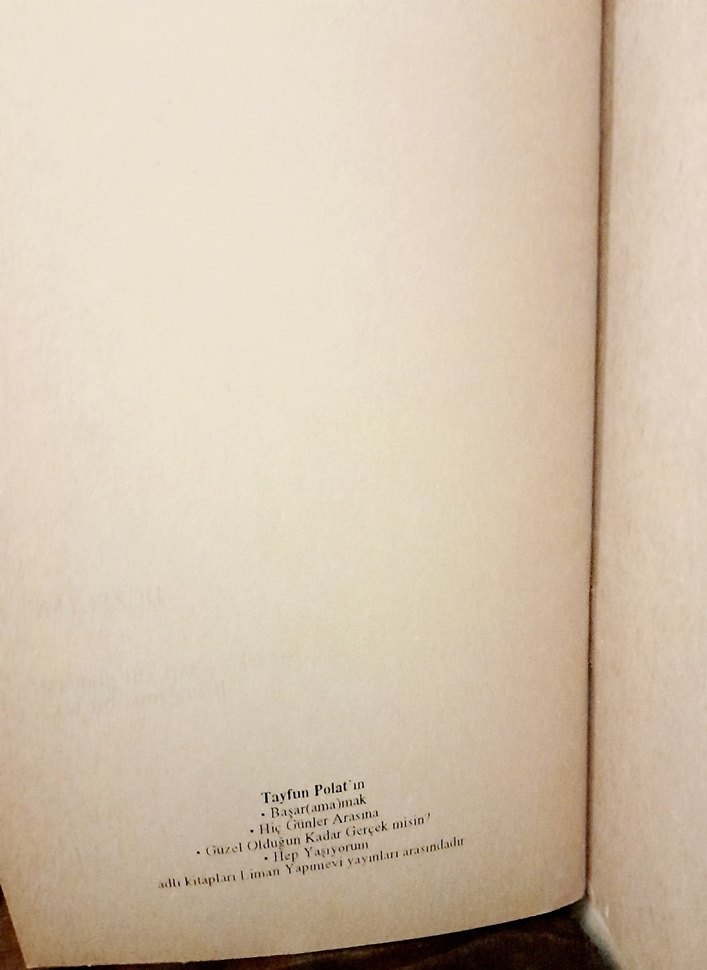 Tayfun Polat'ın
• Başar(ama)mak
• Hiç Günler Arasına
• Güzel Olduğun Kadar Gerçek misin?
• Hep Yaşıyorum
adlı kitapları Liman Yapımevi yayınları arasındadır